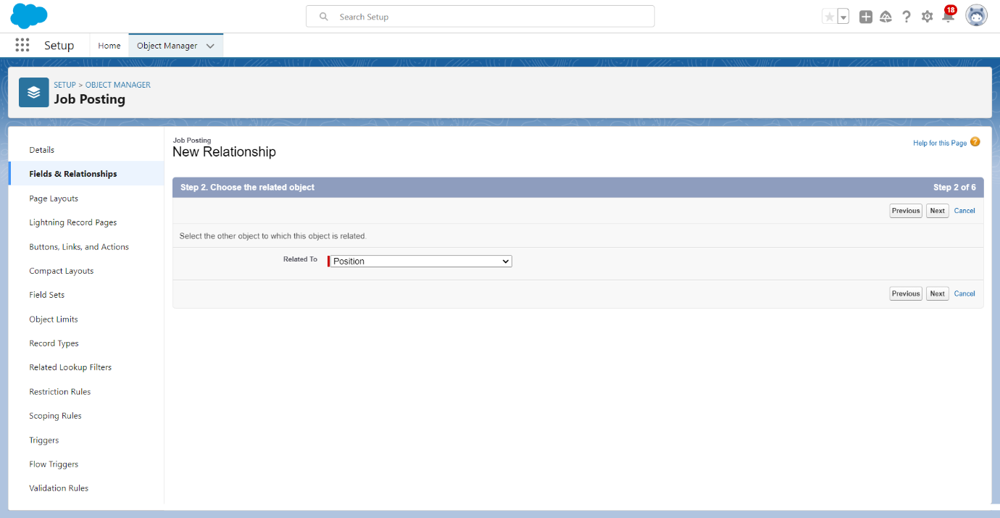 Search Setup
18
Setup
Home
Object Manager
SETUP > OBJECT MANAGER
Job Posting
Details
Fields & Relationships
Page Layouts
Lightning Record Pages
Buttons, Links, and Actions
Compact Layouts
Field Sets
Object Limits
Record Types
Related Lookup Filters
Restriction Rules
Scoping Rules
Triggers
Flow Triggers
Validation Rules
Job Posting
New Relationship
Help for this Page ?
Step 2. Choose the related object
Step 2 of 6
Previous Next Cancel
Select the other object to which this object is related.
Related To Position
Previous Next Cancel